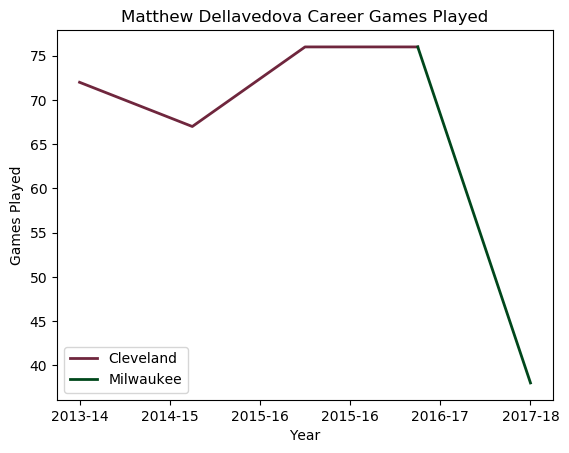 Matthew Dellavedova Career Games Played
75
70
65
60
55
50
45
40
Games Played
Cleveland
Milwaukee
2013-14 2014-15 2015-16 2015-16 2016-17 2017-18
Year